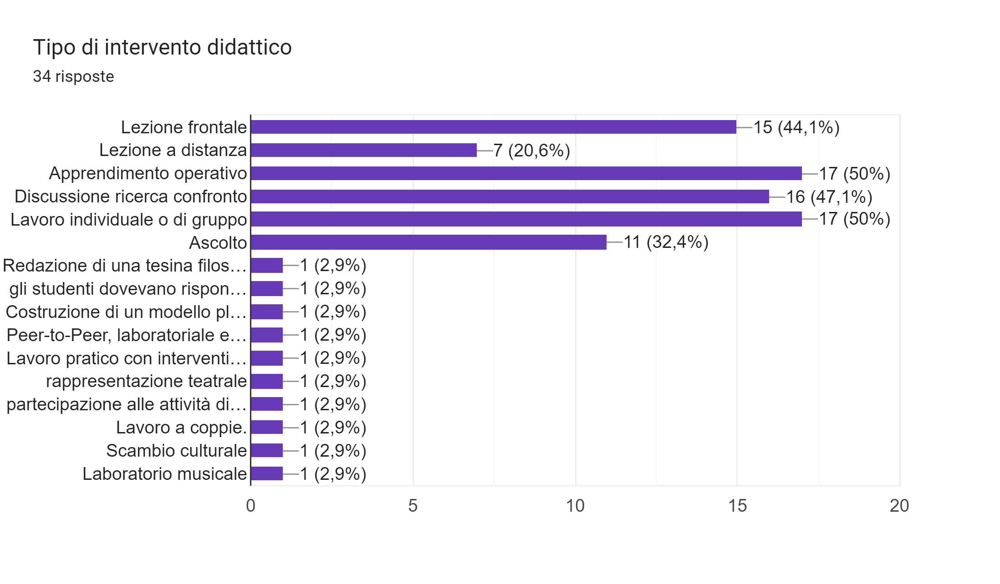 Tipo di intervento didattico
34 risposte
Lezione frontale 15 (44,1%)
Lezione a distanza 7 (20,6%)
Apprendimento operativo 17 (50%)
Discussione ricerca confronto 16 (47,1%)
Lavoro individuale o di gruppo 17 (50%)
Ascolto 11 (32,4%)
Redazione di una tesina filos… 1 (2,9%)
gli studenti dovevano rispon… 1 (2,9%)
Costruzione di un modello pl… 1 (2,9%)
Peer-to-Peer, laboratoriale e… 1 (2,9%)
Lavoro pratico con interventi… 1 (2,9%)
rappresentazione teatrale 1 (2,9%)
partecipazione alle attività di… 1 (2,9%)
Lavoro a coppie. 1 (2,9%)
Scambio culturale 1 (2,9%)
Laboratorio musicale 1 (2,9%)
0 5 10 15 20